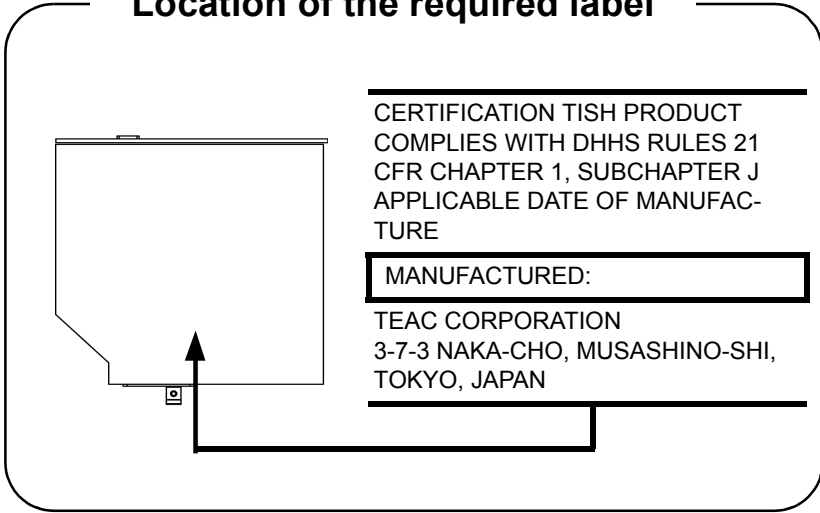 Location of the required label
CERTIFICATION TISH PRODUCT
COMPLIES WITH DHHS RULES 21
CFR CHAPTER 1, SUBCHAPTER J
APPLICABLE DATE OF MANUFAC-
TURE
MANUFACTURED:
TEAC CORPORATION
3-7-3 NAKA-CHO, MUSASHINO-SHI,
TOKYO, JAPAN